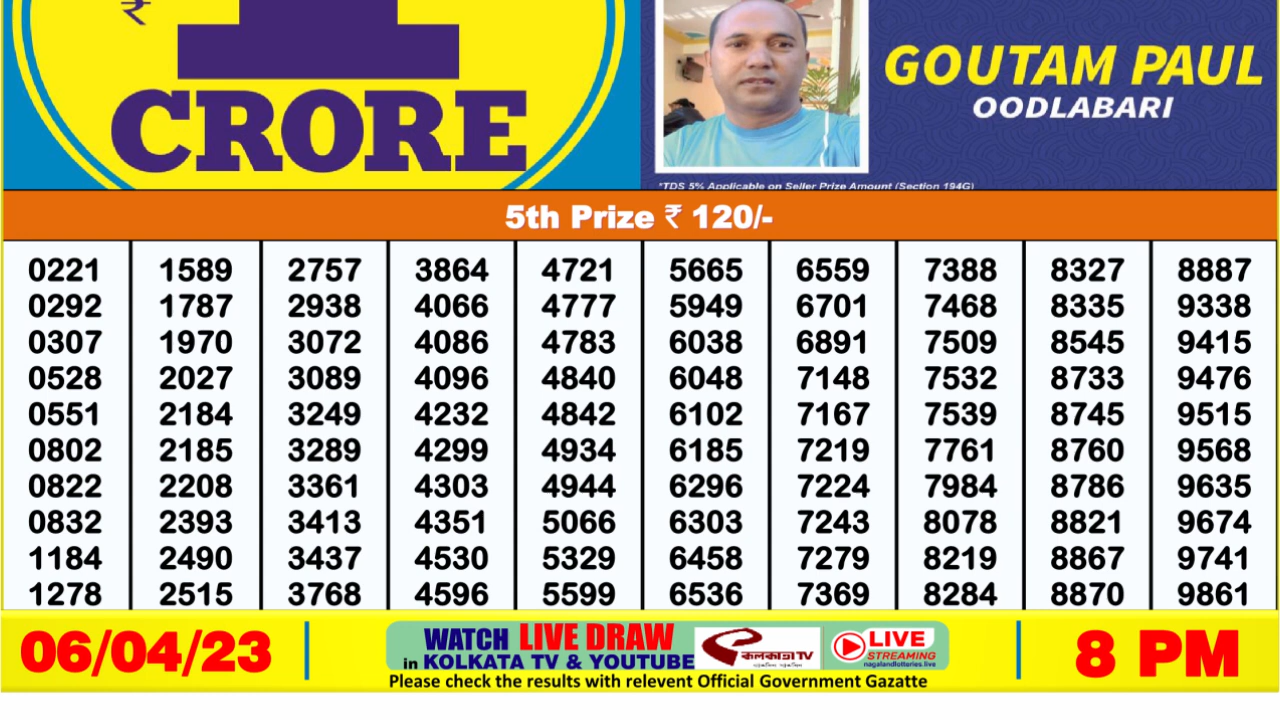 ₹ 1
CRORE
GOUTAM PAUL
OODLABARI
*TDS 5% Applicable on Seller Prize Amount (Section 194G)
5th Prize ₹ 120/-
0221 1589 2757 3864 4721 5665 6559 7388 8327 8887
0292 1787 2938 4066 4777 5949 6701 7468 8335 9338
0307 1970 3072 4086 4783 6038 6891 7509 8545 9415
0528 2027 3089 4096 4840 6048 7148 7532 8733 9476
0551 2184 3249 4232 4842 6102 7167 7539 8745 9515
0802 2185 3289 4299 4934 6185 7219 7761 8760 9568
0822 2208 3361 4303 4944 6296 7224 7984 8786 9635
0832 2393 3413 4351 5066 6303 7243 8078 8821 9674
1184 2490 3437 4530 5329 6458 7279 8219 8867 9741
1278 2515 3768 4596 5599 6536 7369 8284 8870 9861
06/04/23
WATCH LIVE DRAW
in KOLKATA TV & YOUTUBE
কলকাতা TV
LIVE
STREAMING
nagalandlotteries.live
Please check the results with relevent Official Government Gazatte
8 PM